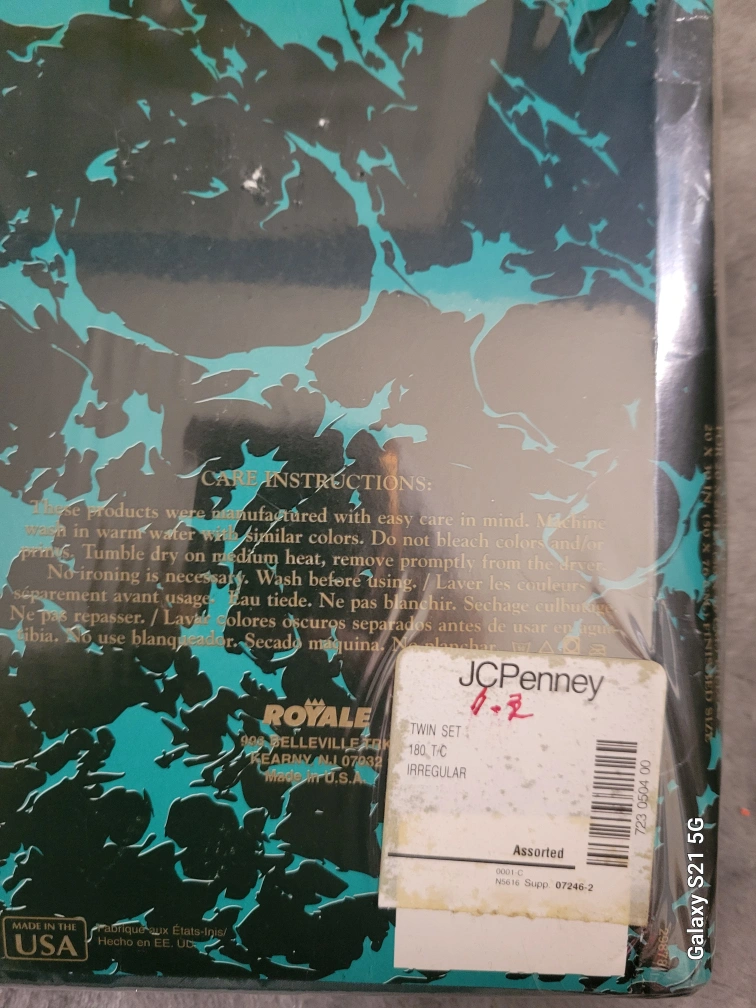 CARE INSTRUCTIONS:
These products were manufactured with easy care in mind. Machine
wash in warm water with similar colors. Do not bleach colors and/or
prints. Tumble dry on medium heat, remove promptly from the dryer.
No ironing is necessary. Wash before using. / Laver les couleurs
séparement avant usage. Eau tiede. Ne pas blanchir. Sechage culbutage
Ne pas repasser. / Lavar colores oscuros separados antes de usar en agua
tibia. No use blanqueador. Secado maquina. No planchar.
ROYALE
BELLEVILLE
KEARNY, NJ 07032
Made in U.S.A.
JCPenney
TWIN SET
180 T/C
IRREGULAR
723 0504 00
Assorted
0001-C
N5616 Supp. 07246-2
MADE IN THE
USA
Fabriqué aux États-Unis/
Hecho en EE. UU.
Galaxy S21 5G